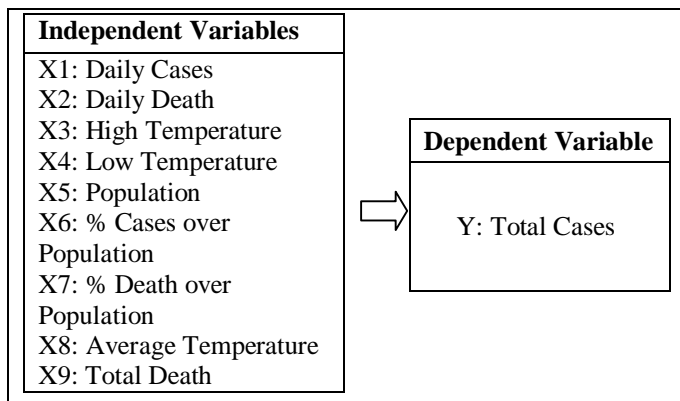 Independent Variables
X1: Daily Cases
X2: Daily Death
X3: High Temperature
X4: Low Temperature
X5: Population
X6: % Cases over
Population
X7: % Death over
Population
X8: Average Temperature
X9: Total Death
Dependent Variable
Y: Total Cases